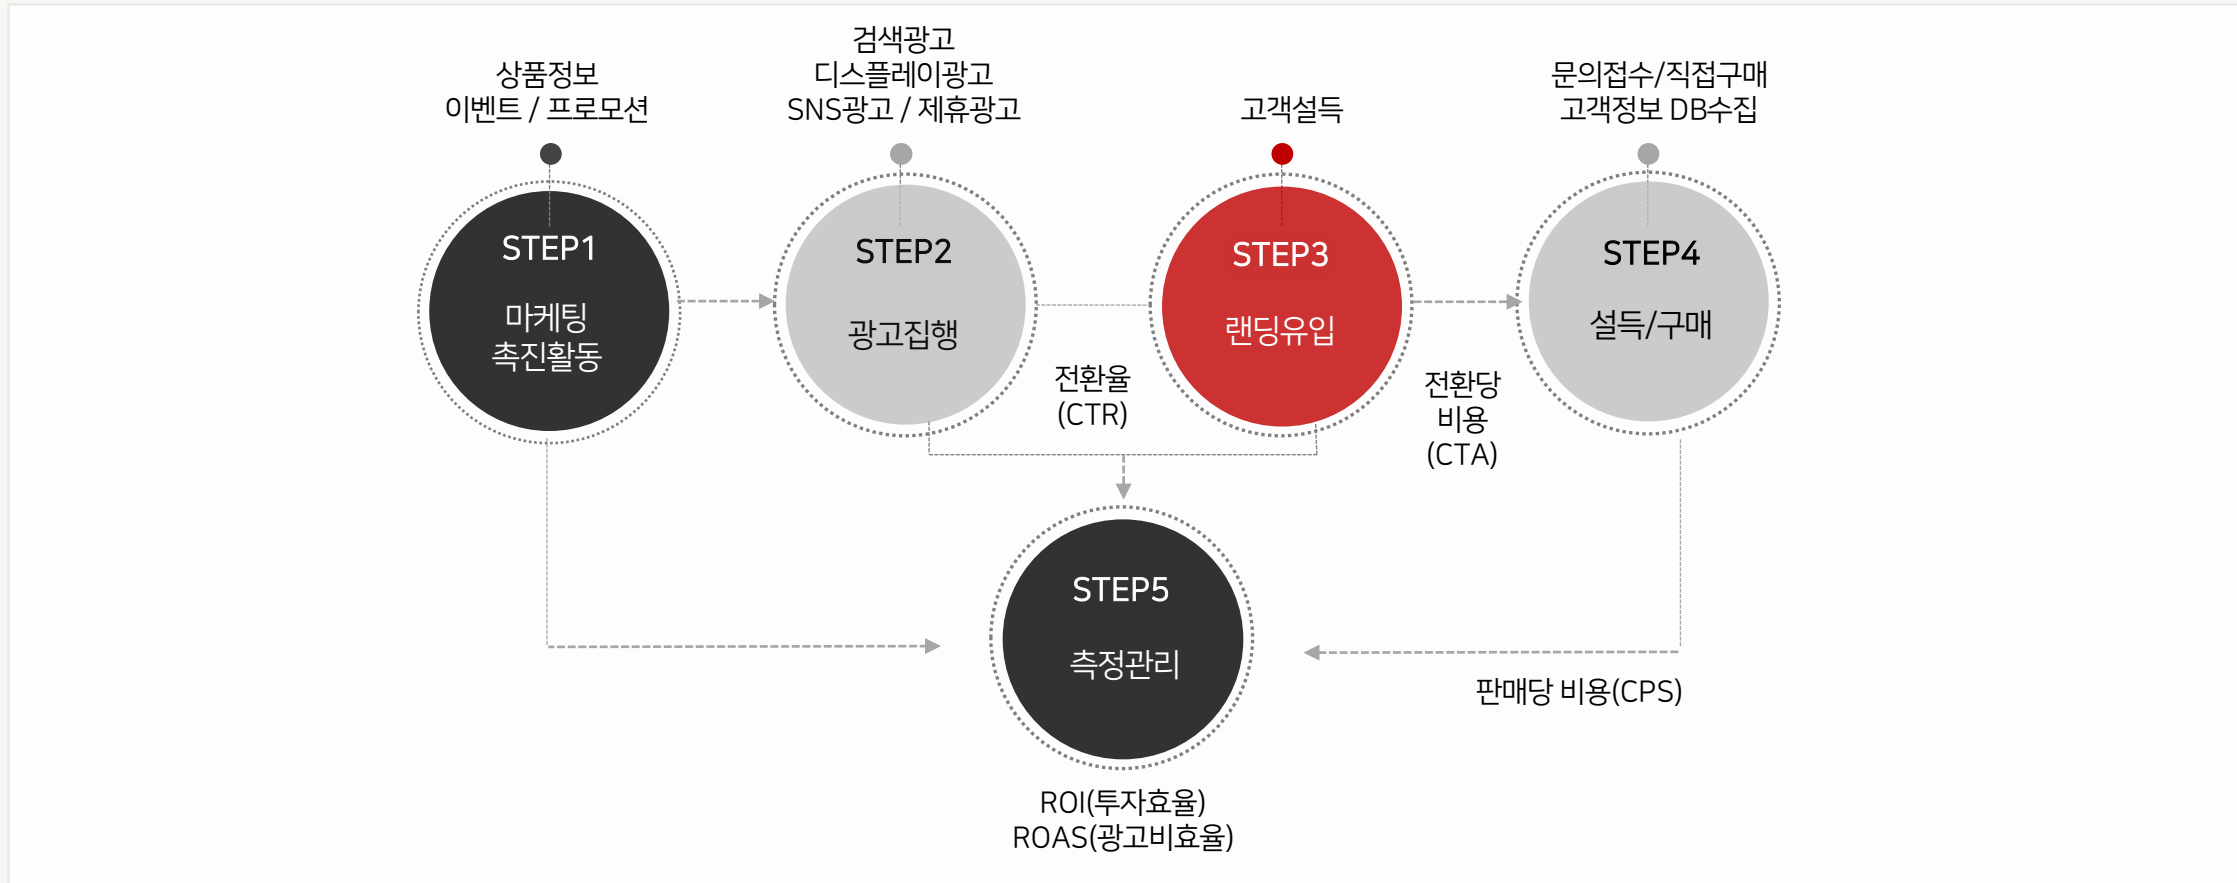 상품정보
이벤트 / 프로모션
검색광고
디스플레이광고
SNS광고 / 제휴광고
고객설득
문의접수/직접구매
고객정보 DB수집
STEP1
마케팅
촉진활동
STEP2
광고집행
STEP3
랜딩유입
STEP4
설득/구매
전환율
(CTR)
전환당
비용
(CTA)
STEP5
측정관리
판매당 비용(CPS)
ROI(투자효율)
ROAS(광고비효율)